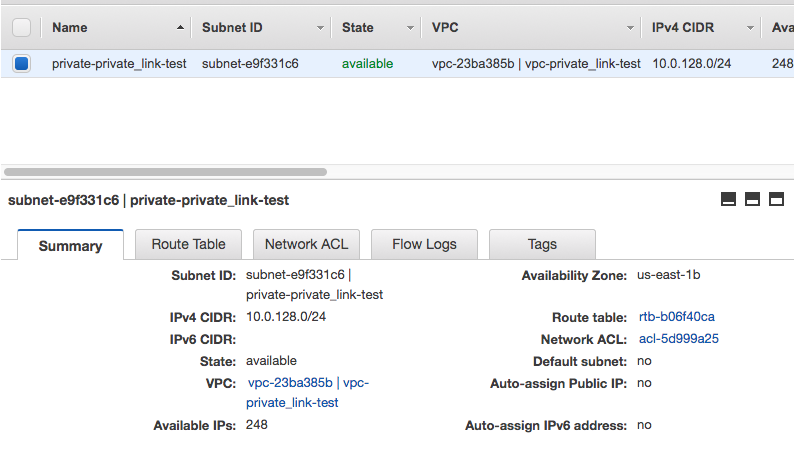 Name Subnet ID State VPC IPv4 CIDR Ava
private-private_link-test subnet-e9f331c6 available vpc-23ba385b | vpc-private_link-test 10.0.128.0/24 248
subnet-e9f331c6 | private-private_link-test
Summary Route Table Network ACL Flow Logs Tags
Subnet ID: subnet-e9f331c6 | Availability Zone: us-east-1b
private-private_link-test
IPv4 CIDR: 10.0.128.0/24 Route table: rtb-b06f40ca
IPv6 CIDR: Network ACL: acl-5d999a25
State: available Default subnet: no
VPC: vpc-23ba385b | vpc- Auto-assign Public IP: no
private_link-test
Available IPs: 248 Auto-assign IPv6 address: no